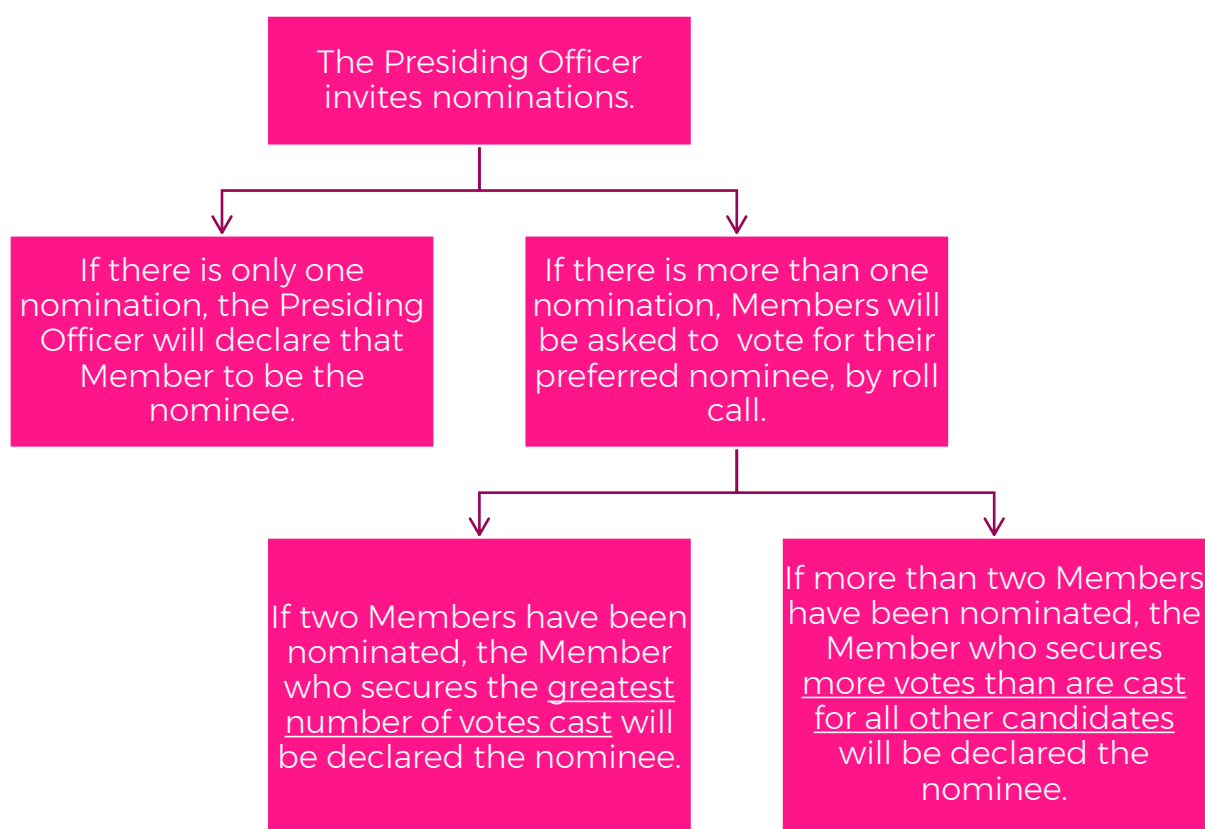 The Presiding Officer
invites nominations.
If there is only one
nomination, the Presiding
Officer will declare that
Member to be the
nominee.
If there is more than one
nomination, Members will
be asked to  vote for their
preferred nominee, by roll
call.
If two Members have been
nominated, the Member
who secures the greatest
number of votes cast will
be declared the nominee.
If more than two Members
have been nominated, the
Member who secures
more votes than are cast
for all other candidates
will be declared the
nominee.